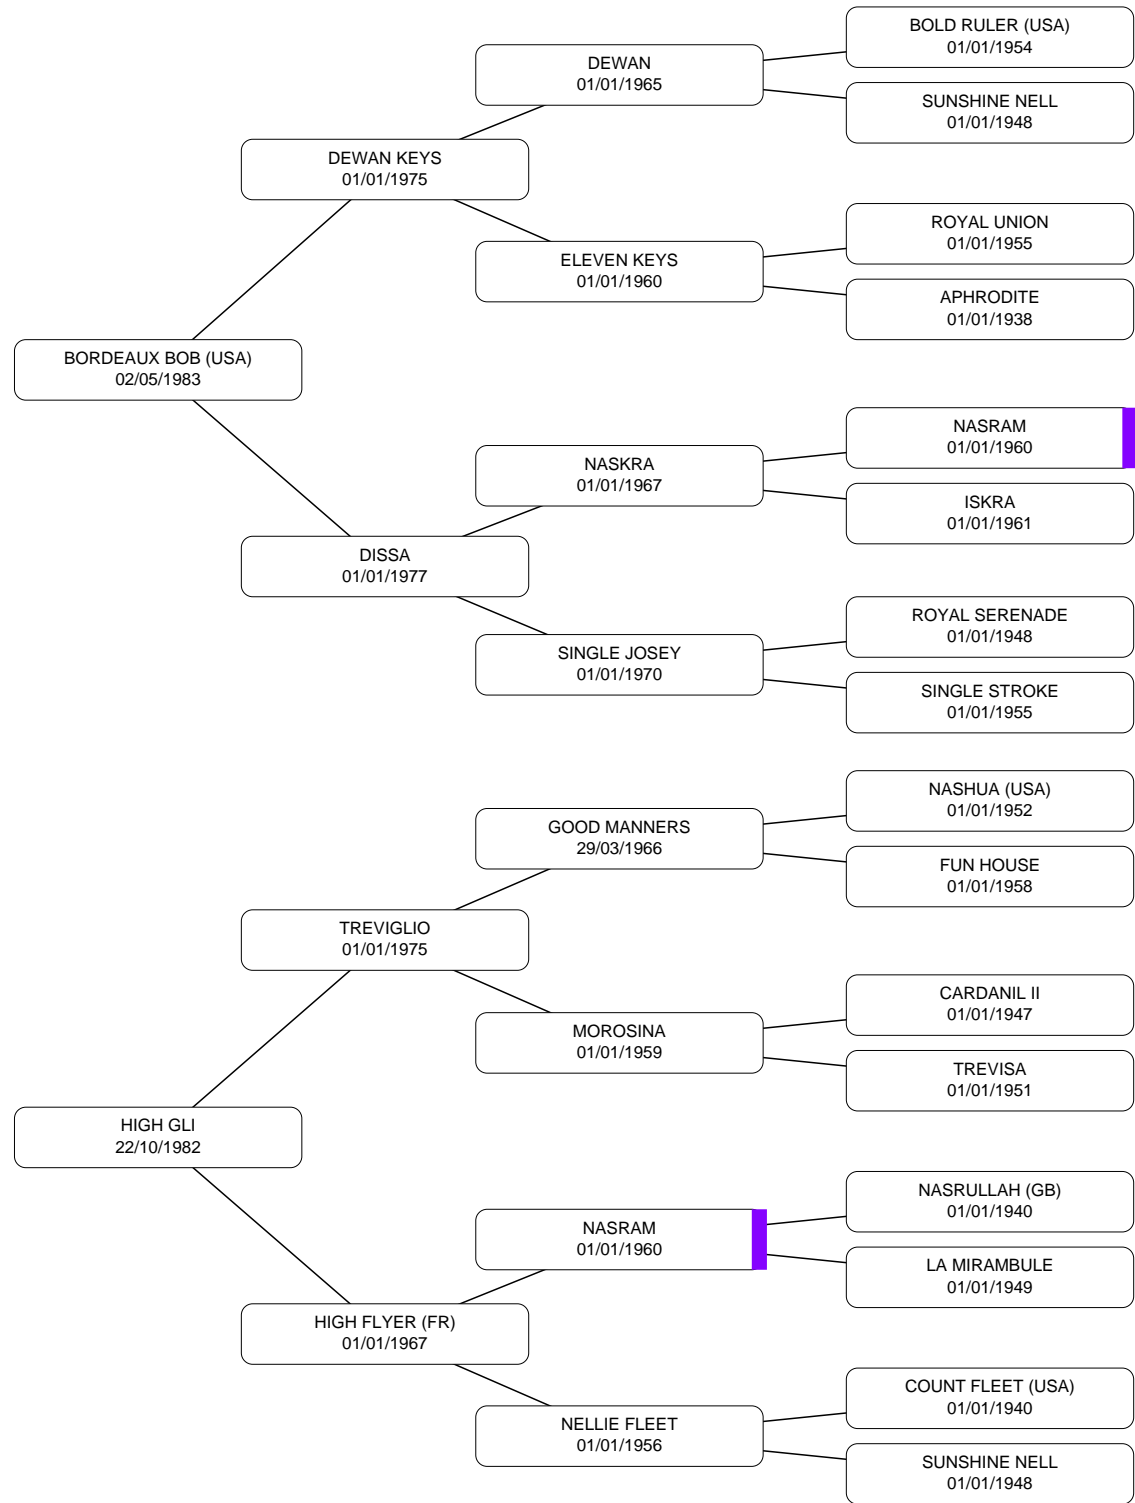 BOLD RULER (USA)
01/01/1954
DEWAN
01/01/1965
SUNSHINE NELL
01/01/1948
DEWAN KEYS
01/01/1975
ROYAL UNION
01/01/1955
ELEVEN KEYS
01/01/1960
APHRODITE
01/01/1938
BORDEAUX BOB (USA)
02/05/1983
NASRAM
01/01/1960
NASKRA
01/01/1967
ISKRA
01/01/1961
DISSA
01/01/1977
ROYAL SERENADE
01/01/1948
SINGLE JOSEY
01/01/1970
SINGLE STROKE
01/01/1955
NASHUA (USA)
01/01/1952
GOOD MANNERS
29/03/1966
FUN HOUSE
01/01/1958
TREVIGLIO
01/01/1975
CARDANIL II
01/01/1947
MOROSINA
01/01/1959
TREVISA
01/01/1951
HIGH GLI
22/10/1982
NASRULLAH (GB)
01/01/1940
NASRAM
01/01/1960
LA MIRAMBULE
01/01/1949
HIGH FLYER (FR)
01/01/1967
COUNT FLEET (USA)
01/01/1940
NELLIE FLEET
01/01/1956
SUNSHINE NELL
01/01/1948